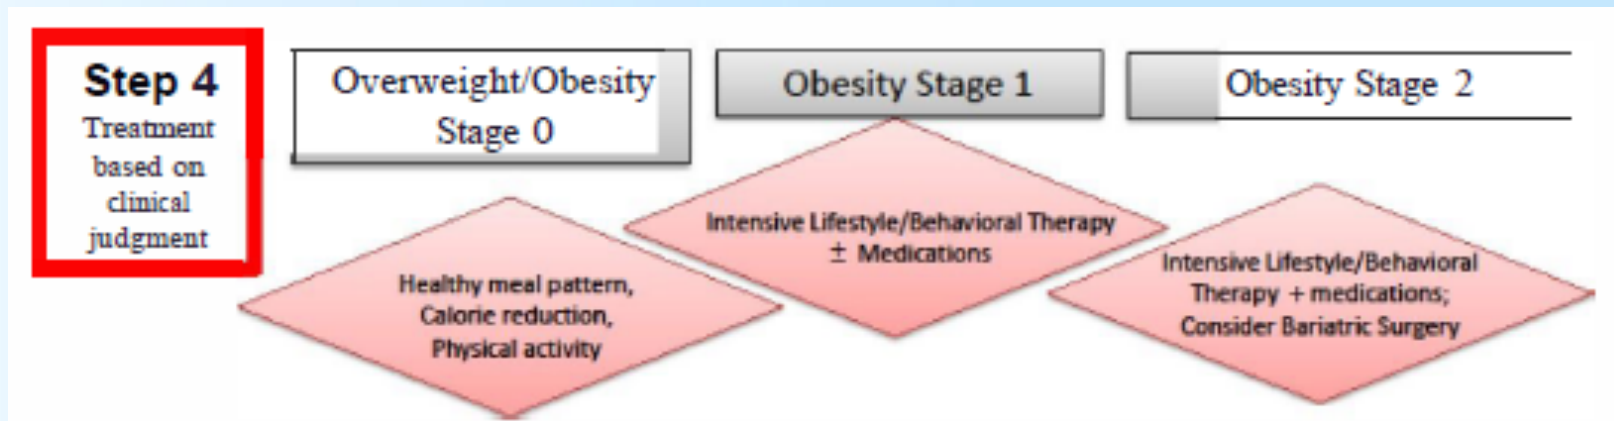 Step 4
Treatment
based on
clinical
judgment
Overweight/Obesity
Stage 0
Obesity Stage 1
Obesity Stage 2
Healthy meal pattern,
Calorie reduction,
Physical activity
Intensive Lifestyle/Behavioral Therapy
± Medications
Intensive Lifestyle/Behavioral
Therapy + medications;
Consider Bariatric Surgery